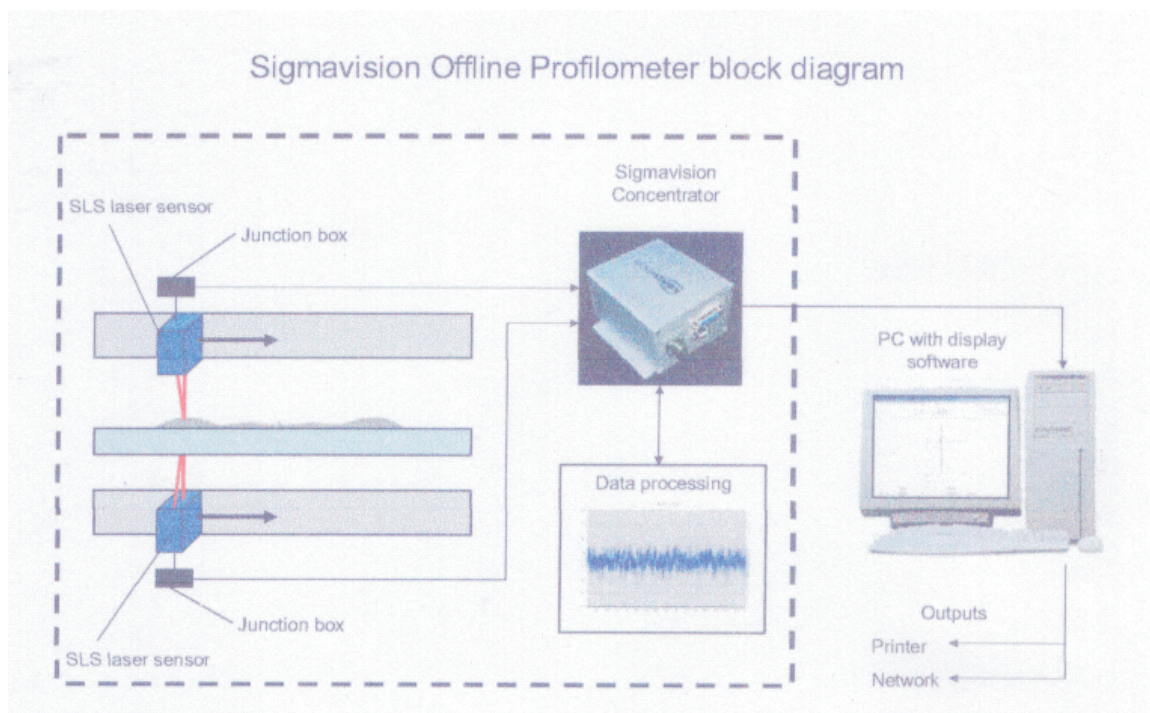 Sigmavision Offline Profilometer block diagram
SLS laser sensor
Junction box
Sigmavision
Concentrator
PC with display
software
Data processing
Junction box
SLS laser sensor
Outputs
Printer
Network